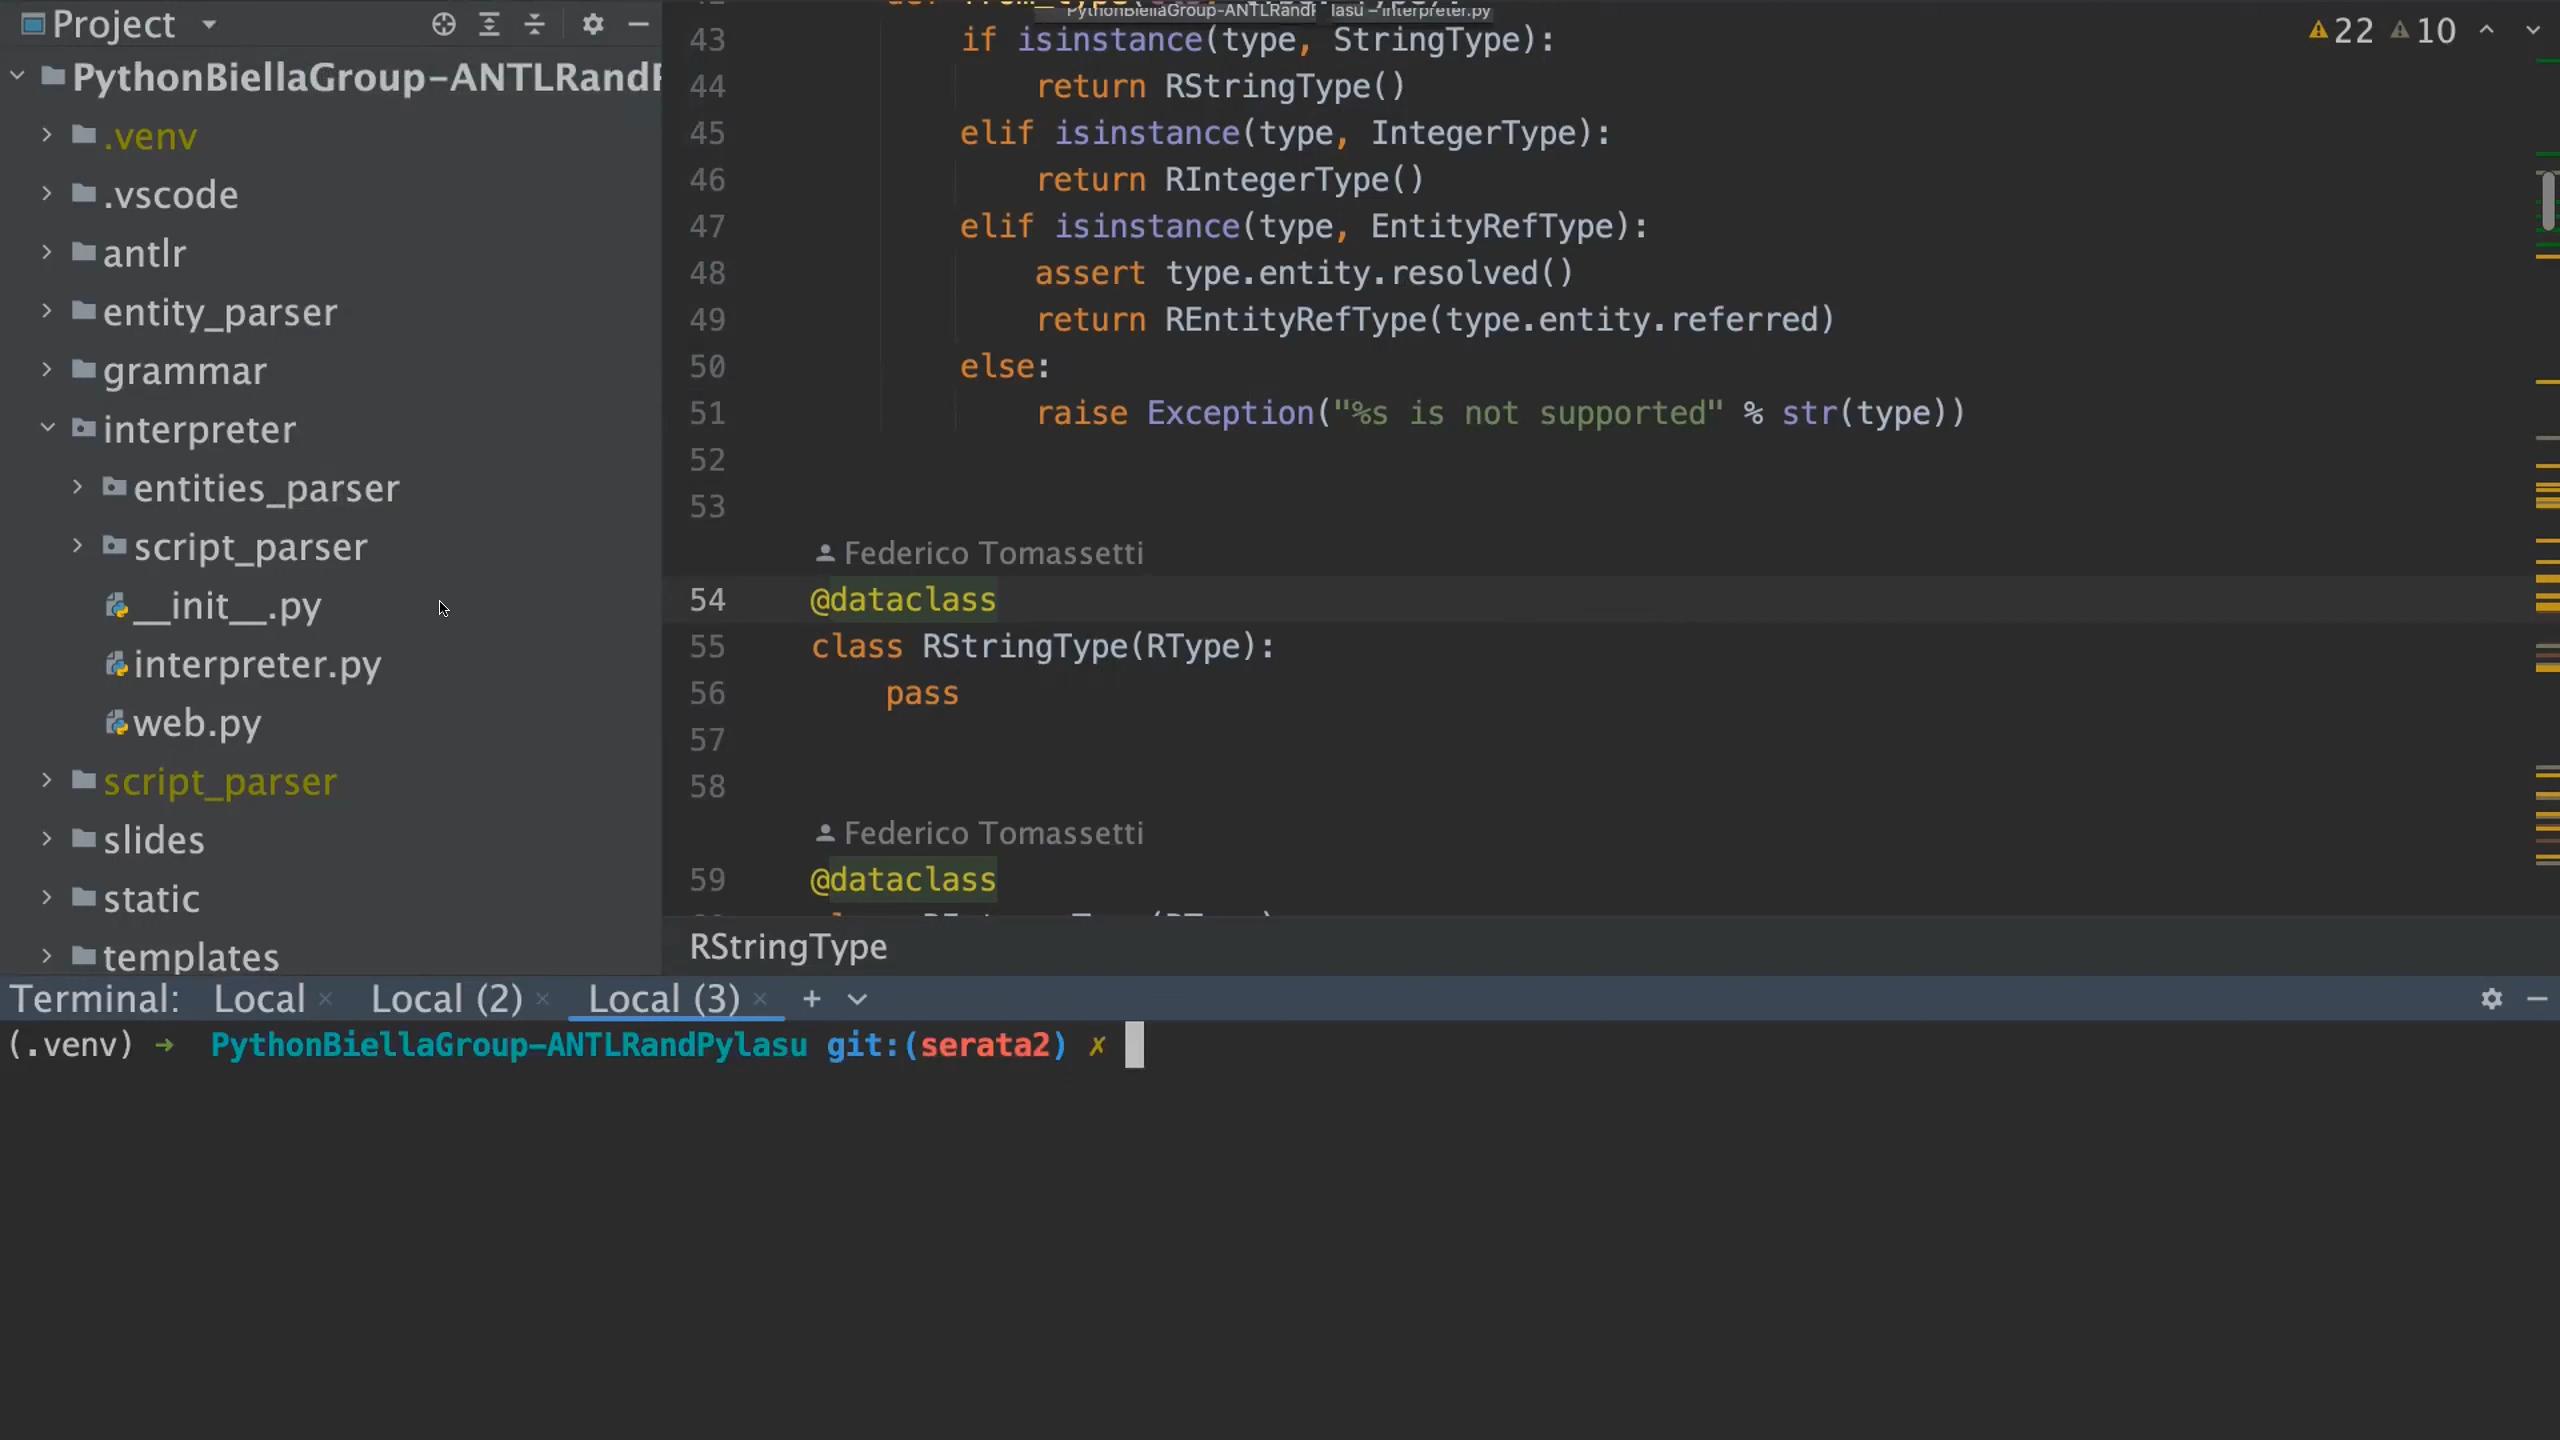 Project
PythonBiellaGroup-ANTLRandF
.venv
.vscode
antlr
entity_parser
grammar
interpreter
entities_parser
script_parser
__init__.py
interpreter.py
web.py
script_parser
slides
static
templates
PythonBiellaGroup-ANTLRandP lasu – interpreter.py
22 10
43 if isinstance(type, StringType):
44 return RStringType()
45 elif isinstance(type, IntegerType):
46 return RIntegerType()
47 elif isinstance(type, EntityRefType):
48 assert type.entity.resolved()
49 return REntityRefType(type.entity.referred)
50 else:
51 raise Exception("%s is not supported" % str(type))
52
53
Federico Tomassetti
54 @dataclass
55 class RStringType(RType):
56 pass
57
58
Federico Tomassetti
59 @dataclass
RStringType
Terminal: Local × Local (2) × Local (3) × +
(.venv) → PythonBiellaGroup-ANTLRandPylasu git:(serata2) ✗